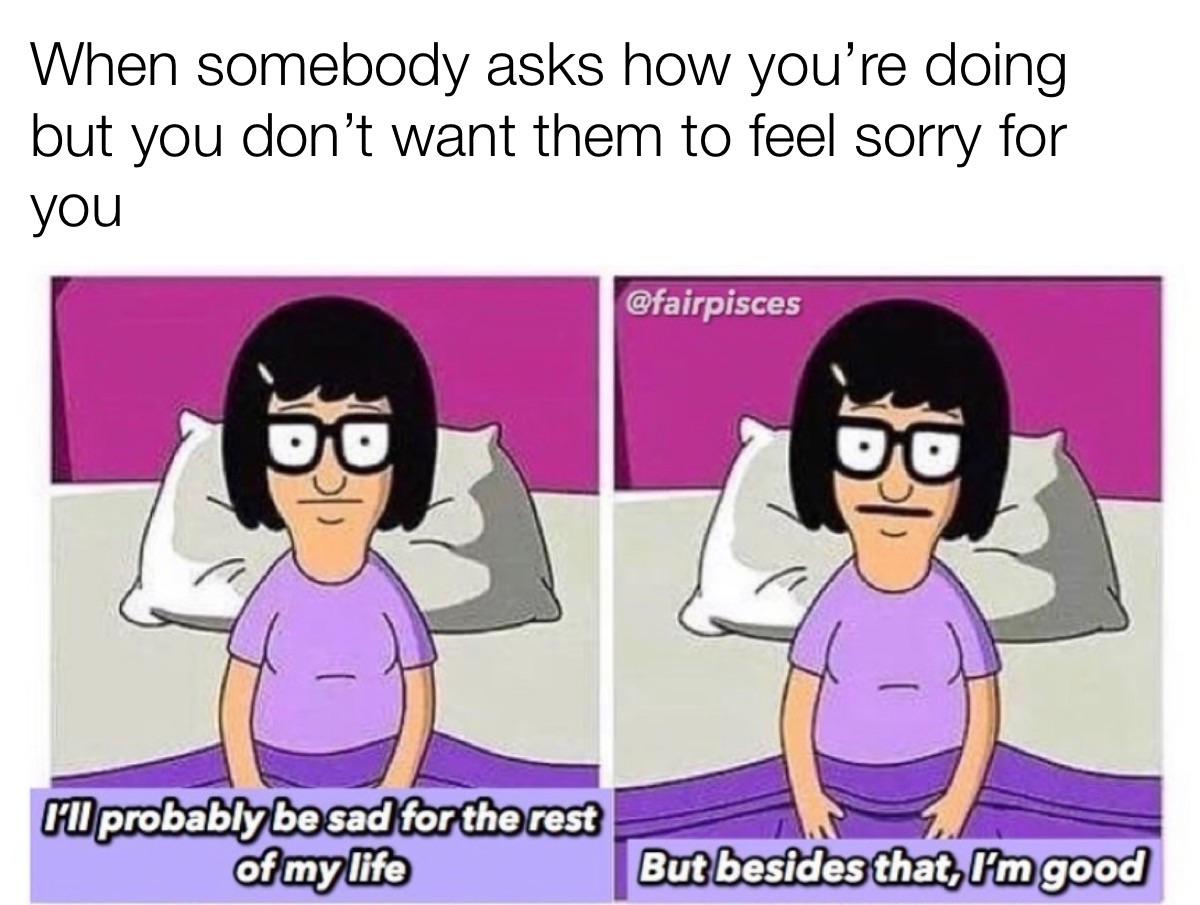 When somebody asks how you’re doing
but you don’t want them to feel sorry for
you
@fairpisces
I'll probably be sad for the rest
of my life
But besides that, I'm good